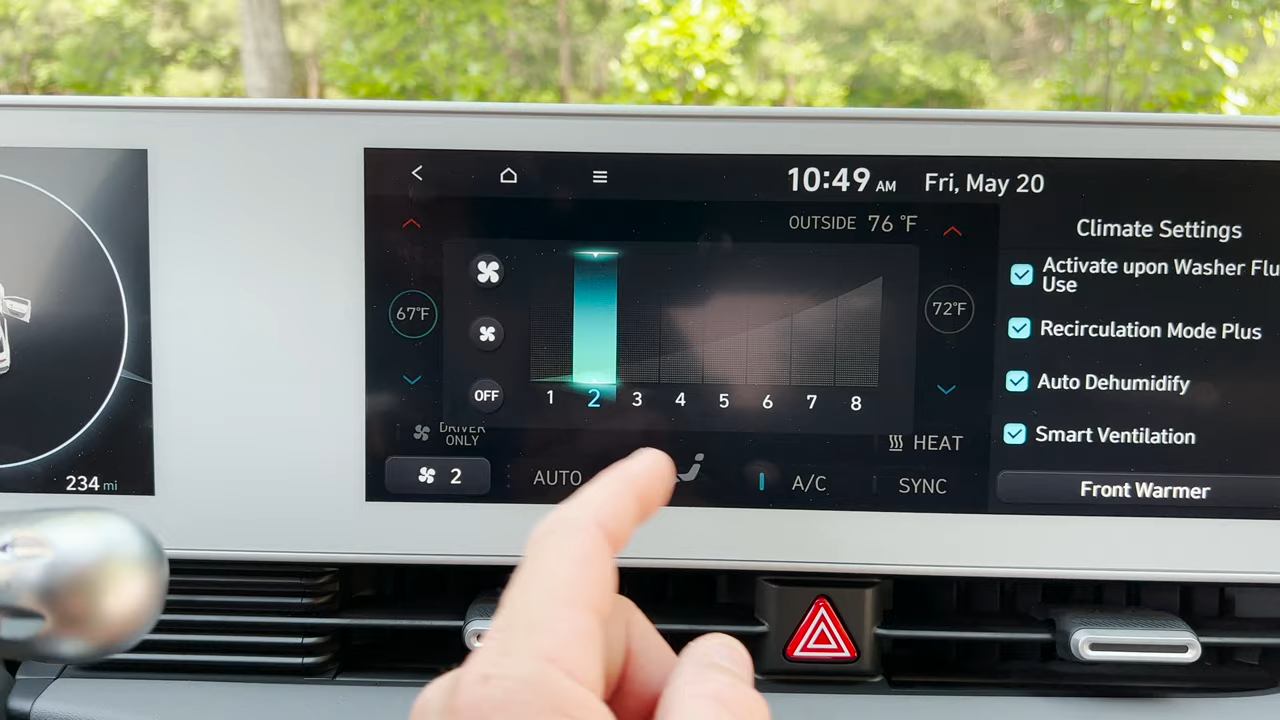 10:49 AM Fri, May 20
OUTSIDE 76 °F
67°F
72°F
OFF
1 2 3 4 5 6 7 8
DRIVER
ONLY
HEAT
2
AUTO
A/C
SYNC
Climate Settings
Activate upon Washer Flu
Use
Recirculation Mode Plus
Auto Dehumidify
Smart Ventilation
Front Warmer
234 mi